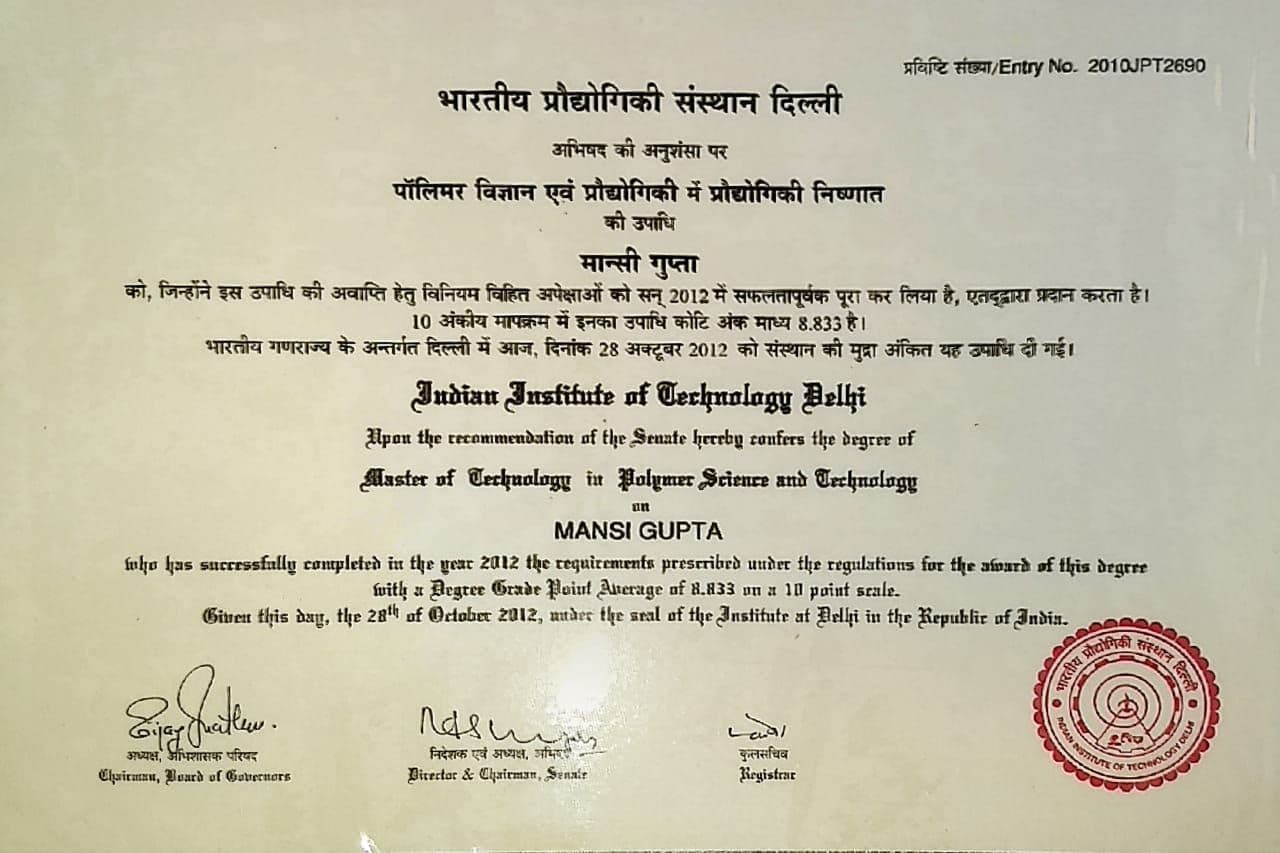 प्रविष्टि संख्या/Entry No. 2010JPT2690
भारतीय प्रौद्योगिकी संस्थान दिल्ली
अभिषद की अनुशंसा पर
पॉलिमर विज्ञान एवं प्रौद्योगिकी में प्रौद्योगिकी निष्णात
की उपाधि
मान्सी गुप्ता
को, जिन्होंने इस उपाधि की अवाप्ति हेतु विनियम विहित अपेक्षाओं को सन् 2012 में सफलतापूर्वक पूरा कर लिया है, एतद्द्वारा प्रदान करता है।
10 अंकीय मापक्रम में इनका उपाधि कोटि अंक माध्य 8.833 है।
भारतीय गणराज्य के अन्तर्गत दिल्ली में आज, दिनांक 28 अक्टूबर 2012 को संस्थान की मुद्रा अंकित यह उपाधि दी गई।
Indian Institute of Technology Delhi
Upon the recommendation of the Senate hereby confers the degree of
Master of Technology in Polymer Science and Technology
on
MANSI GUPTA
who has successfully completed in the year 2012 the requirements prescribed under the regulations for the award of this degree
with a Degree Grade Point Average of 8.833 on a 10 point scale.
Given this day, the 28th of October 2012, under the seal of the Institute at Delhi in the Republic of India.
अध्यक्ष, अभिशासक परिषद
Chairman, Board of Governors
निदेशक एवं अध्यक्ष, अभिषद
Director & Chairman, Senate
कुलसचिव
Registrar
भारतीय प्रौद्योगिकी संस्थान दिल्ली
INDIAN INSTITUTE OF TECHNOLOGY DELHI